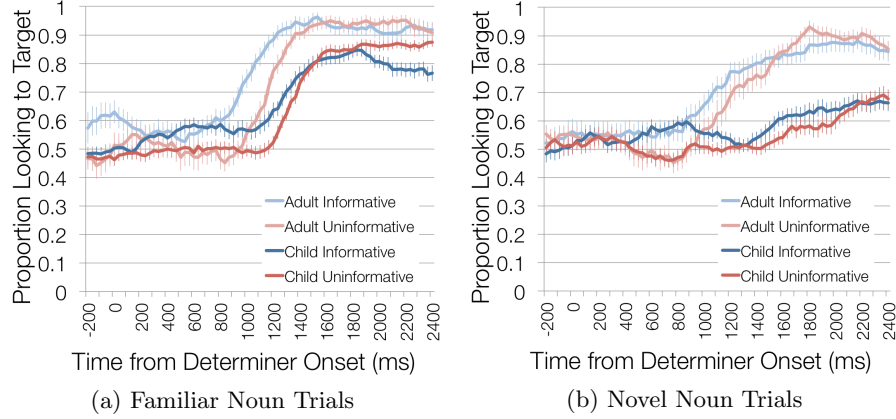 Proportion Looking to Target
1
0.9
0.8
0.7
0.6
0.5
0.4
0.3
0.2
0.1
0
Adult Informative
Adult Uninformative
Child Informative
Child Uninformative
-200 0 200 400 600 800 1000 1200 1400 1600 1800 2000 2200 2400
Time from Determiner Onset (ms)
(a) Familiar Noun Trials
Proportion Looking to Target
1
0.9
0.8
0.7
0.6
0.5
0.4
0.3
0.2
0.1
0
Adult Informative
Adult Uninformative
Child Informative
Child Uninformative
-200 0 200 400 600 800 1000 1200 1400 1600 1800 2000 2200 2400
Time from Determiner Onset (ms)
(b) Novel Noun Trials